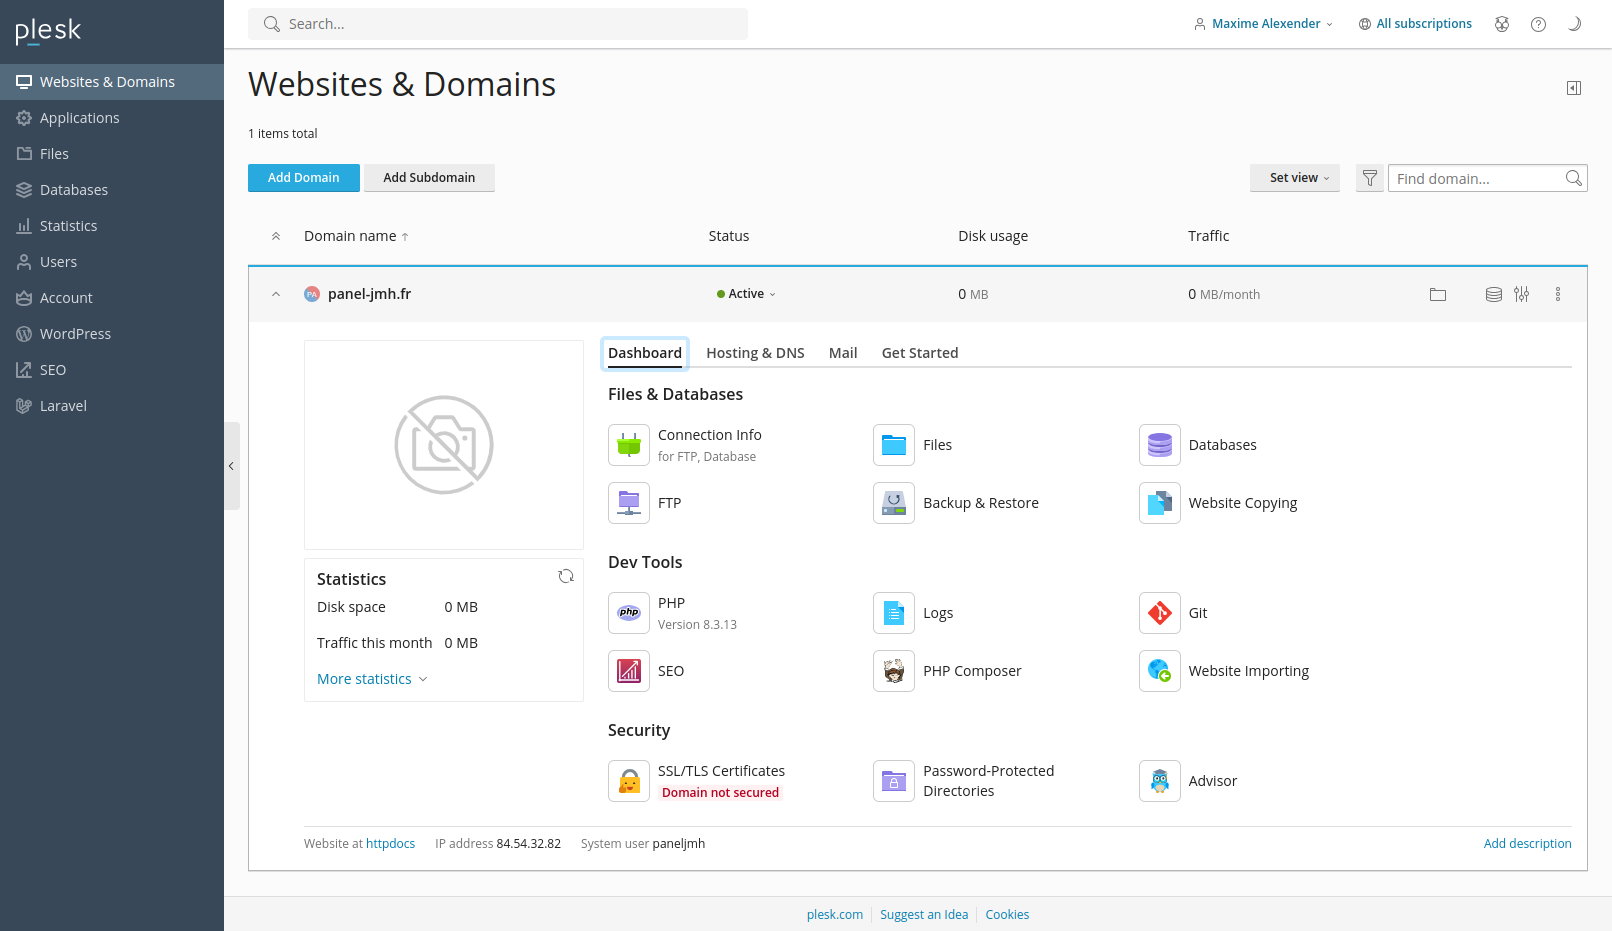 plesk
Search...
Maxime Alexender
All subscriptions
Websites & Domains
Applications
Files
Databases
Statistics
Users
Account
WordPress
SEO
Laravel
Websites & Domains
1 items total
Add Domain
Add Subdomain
Set view
Find domain...
Domain name
Status
Disk usage
Traffic
PA
panel-jmh.fr
Active
0 MB
0 MB/month
Dashboard
Hosting & DNS
Mail
Get Started
Statistics
Disk space 0 MB
Traffic this month 0 MB
More statistics
Files & Databases
Connection Info
for FTP, Database
Files
Databases
FTP
Backup & Restore
Website Copying
Dev Tools
php
PHP
Version 8.3.13
Logs
Git
SEO
PHP Composer
Website Importing
Security
SSL/TLS Certificates
Domain not secured
Password-Protected
Directories
Advisor
Website at httpdocs
IP address 84.54.32.82
System user paneljmh
Add description
plesk.com
Suggest an Idea
Cookies